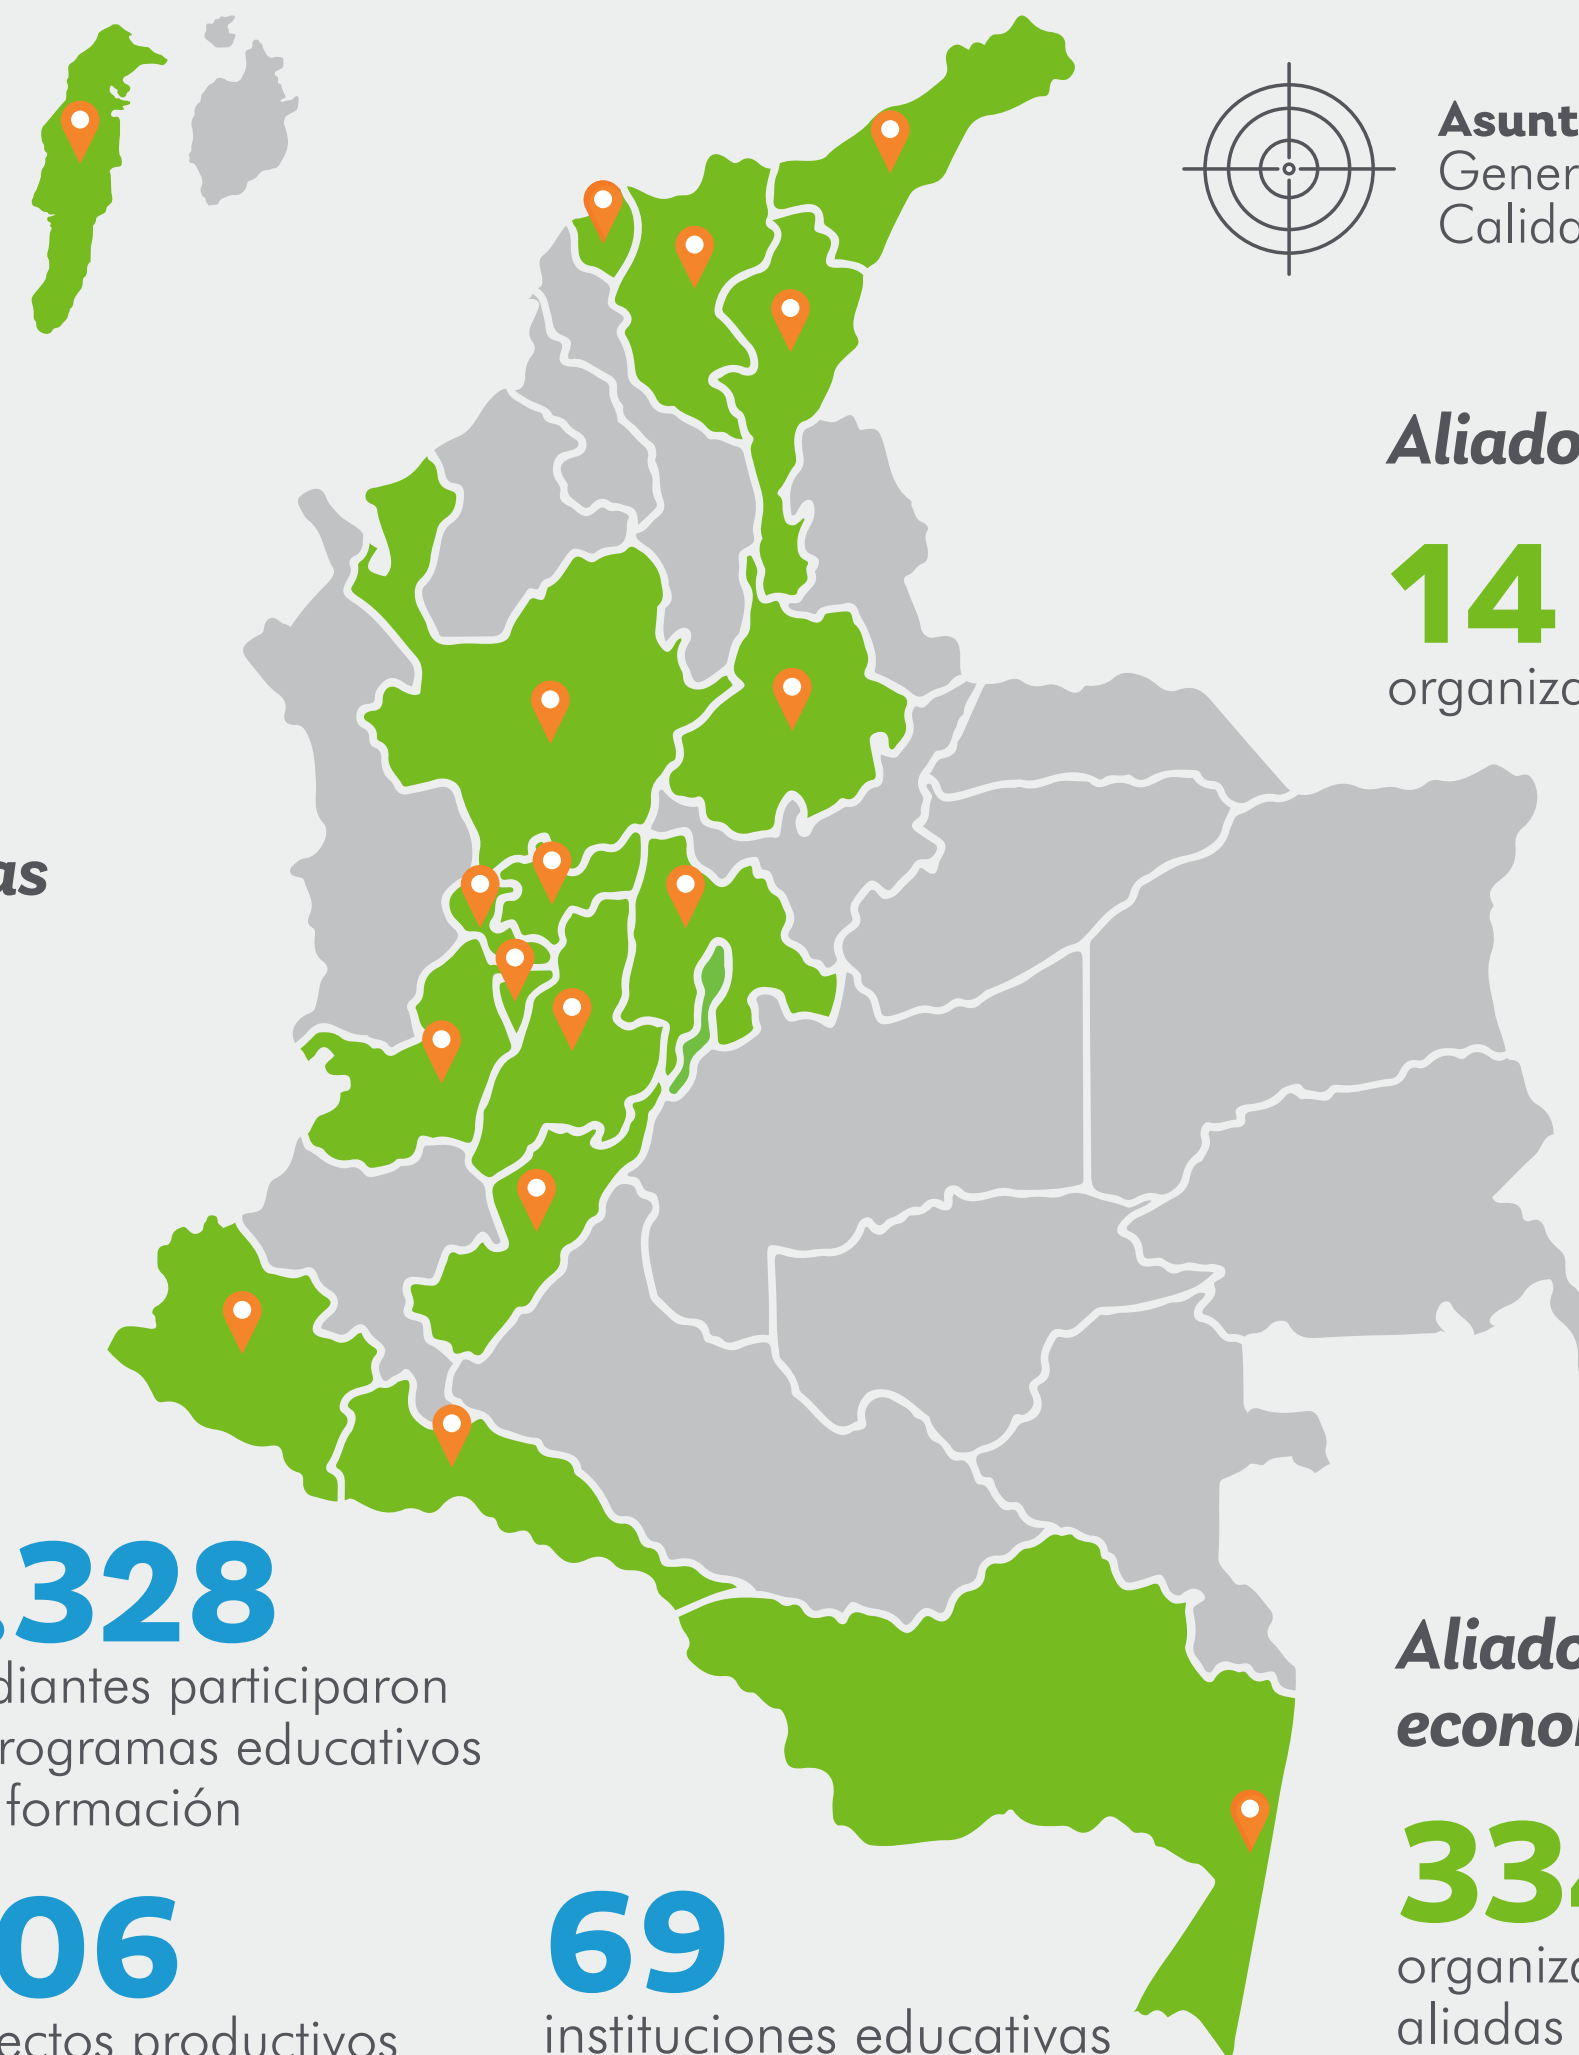 Asunt
Gener
Calida
Aliado
14
organiza
as
.328
diantes participaron
rogramas educativos
formación
06
ectos productivos
69
instituciones educativas
Aliado
econo
334
organiza
aliadas